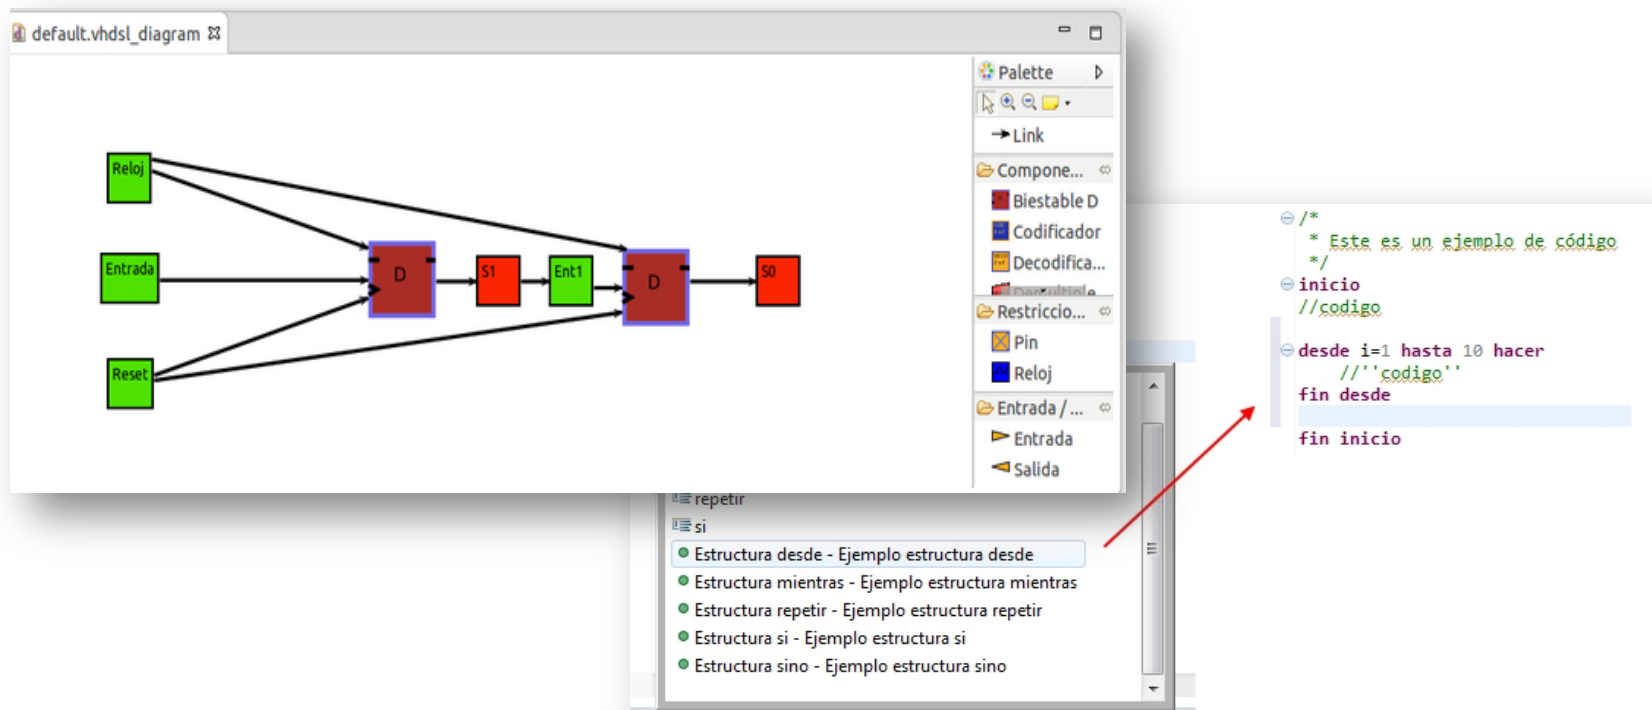 default.vhdsl_diagram
Reloj
Entrada
Reset
D
S1
Ent1
D
S0
Palette
Link
Compone...
Biestable D
Codificador
Decodifica...
Restriccio...
Pin
Reloj
Entrada / ...
Entrada
Salida
repetir
si
Estructura desde - Ejemplo estructura desde
Estructura mientras - Ejemplo estructura mientras
Estructura repetir - Ejemplo estructura repetir
Estructura si - Ejemplo estructura si
Estructura sino - Ejemplo estructura sino
/*
* Este es un ejemplo de código
*/
inicio
//codigo
desde i=1 hasta 10 hacer
//''codigo''
fin desde
fin inicio